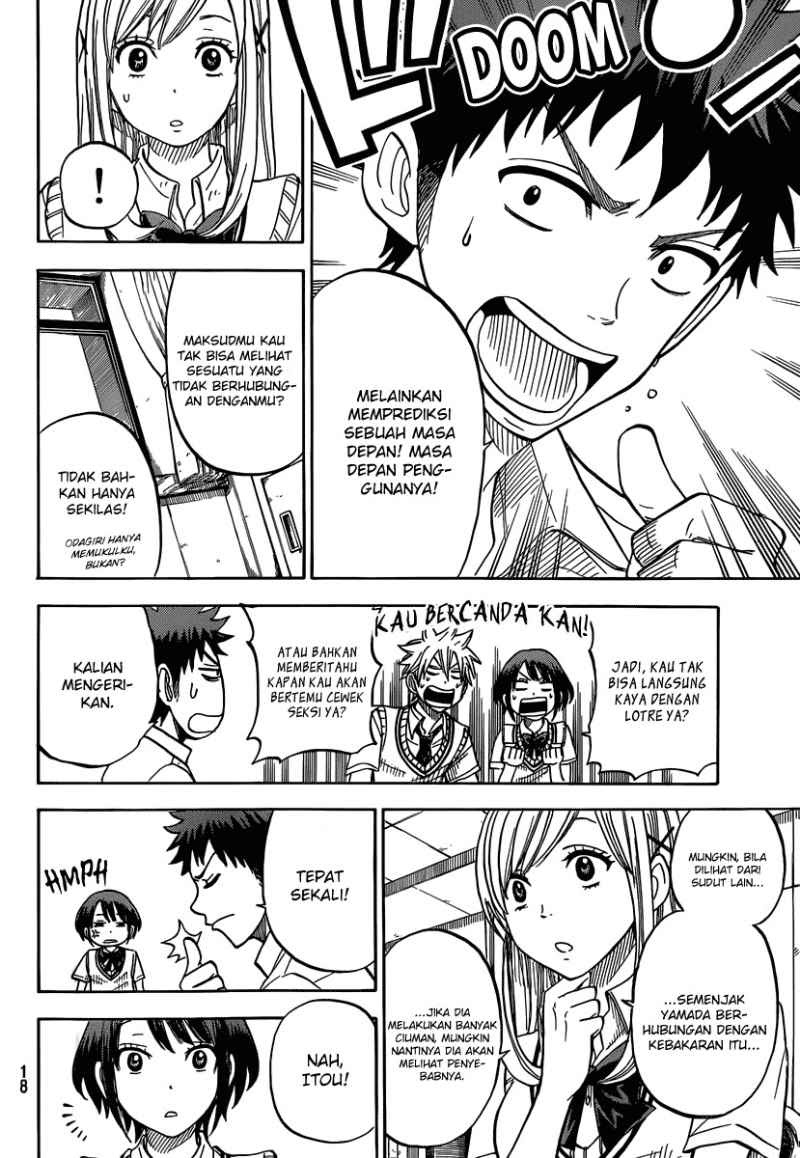 DOOM
!
MELAINKAN
MEMPREDIKSI
SEBUAH MASA
DEPAN! MASA
DEPAN PENG-
GUNANYA!
MAKSUDMU KAU
TAK BISA MELIHAT
SESUATU YANG
TIDAK BERHUBUNG-
AN DENGANMU?
TIDAK BAH-
KAN HANYA
SEKILAS!
ODAGIRI HANYA
MEMUKULKU,
BUKAN?
JADI, KAU TAK
BISA LANGSUNG
KAYA DENGAN
LOTRE YA?
KAU BERCANDA KAN!
ATAU BAHKAN
MEMBERITAHU
KAPAN KAU AKAN
BERTEMU CEWEK
SEKSI YA?
KALIAN
MENGERI-
KAN.
MUNGKIN, BILA
DILIHAT DARI
SUDUT LAIN...
...SEMENJAK
YAMADA BER-
HUBUNGAN DENGAN
KEBAKARAN ITU...
...JIKA DIA
MELAKUKAN BANYAK
CIUMAN, MUNGKIN
NANTINYA DIA AKAN
MELIHAT PENYE-
BABNYA.
TEPAT
SEKALI!
HMPH
NAH,
ITOU!
18